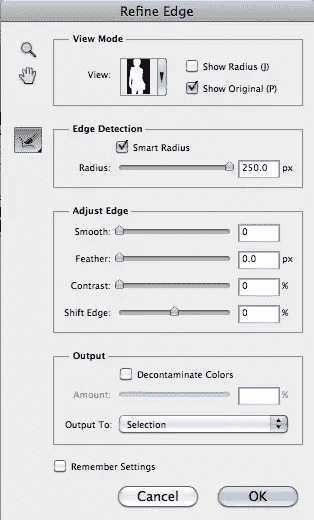 Refine Edge
View Mode
View:
Show Radius (J)
Show Original (P)
Edge Detection
Smart Radius
Radius: 250.0 px
Adjust Edge
Smooth: 0
Feather: 0.0 px
Contrast: 0 %
Shift Edge: 0 %
Output
Decontaminate Colors
Amount: %
Output To: Selection
Remember Settings
Cancel OK